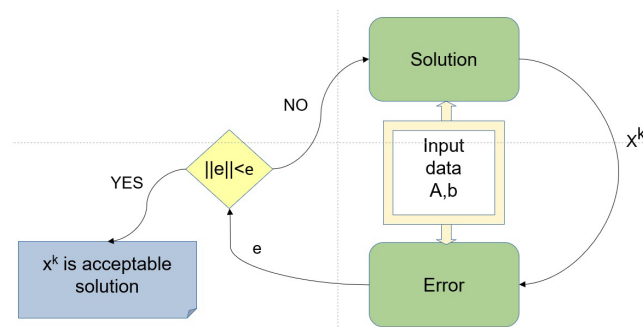 Solution
NO
X^k
Input
data
A,b
||e||<e
YES
e
x^k is acceptable
solution
Error